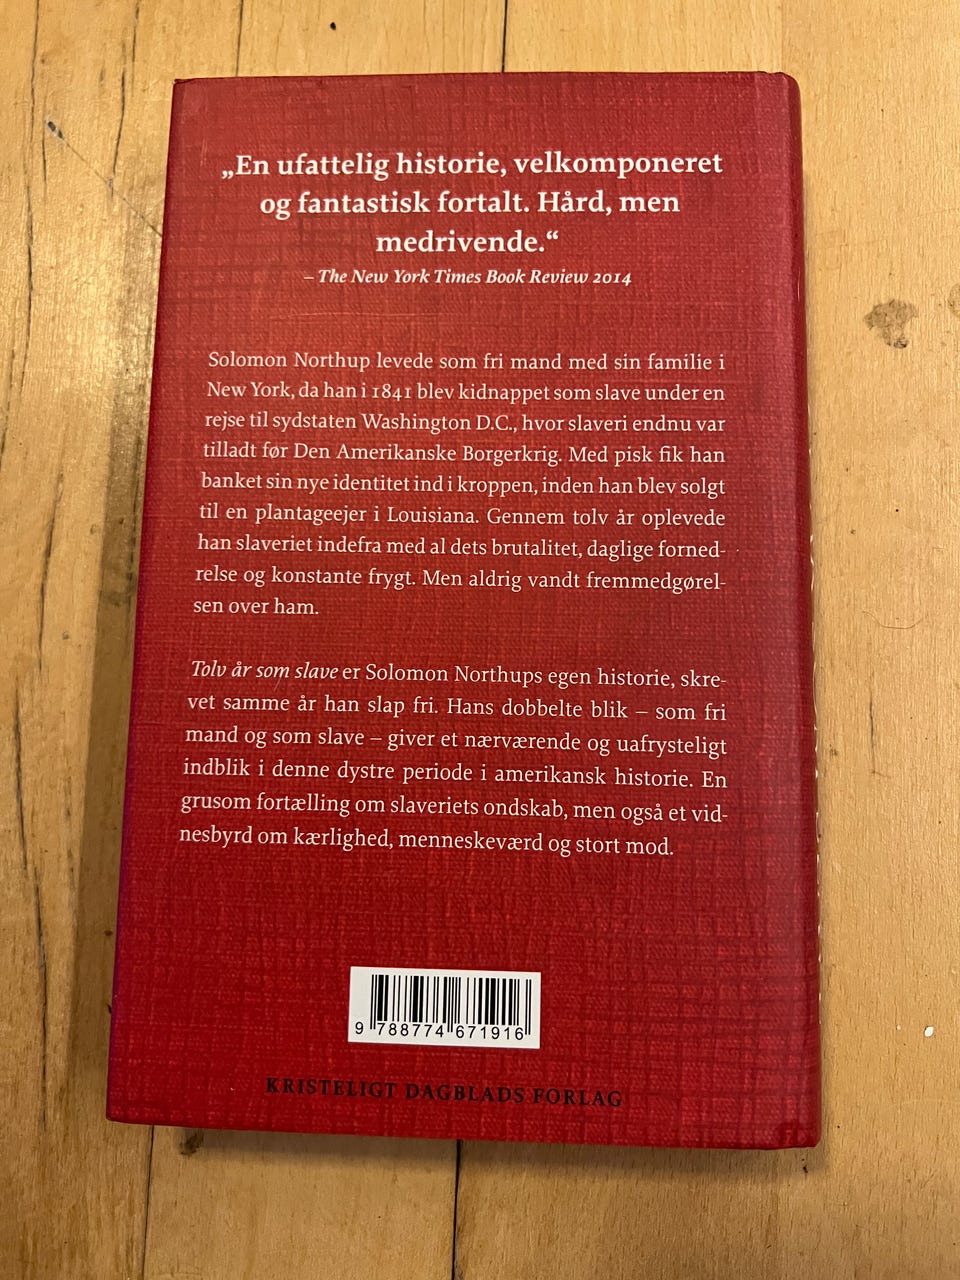 „En ufattelig historie, velkomponeret
og fantastisk fortalt. Hård, men
medrivende.“
– The New York Times Book Review 2014
Solomon Northup levede som fri mand med sin familie i
New York, da han i 1841 blev kidnappet som slave under en
rejse til sydstaten Washington D.C., hvor slaveri endnu var
tilladt før Den Amerikanske Borgerkrig. Med pisk fik han
banket sin nye identitet ind i kroppen, inden han blev solgt
til en plantageejer i Louisiana. Gennem tolv år oplevede
han slaveriet indefra med al dets brutalitet, daglige forned-
relse og konstante frygt. Men aldrig vandt fremmedgørel-
sen over ham.
Tolv år som slave er Solomon Northups egen historie, skre-
vet samme år han slap fri. Hans dobbelte blik – som fri
mand og som slave – giver et nærværende og uafrysteligt
indblik i denne dystre periode i amerikansk historie. En
grusom fortælling om slaveriets ondskab, men også et vid-
nesbyrd om kærlighed, menneskeværd og stort mod.
9 788774 671916
KRISTELIGT DAGBLADS FORLAG